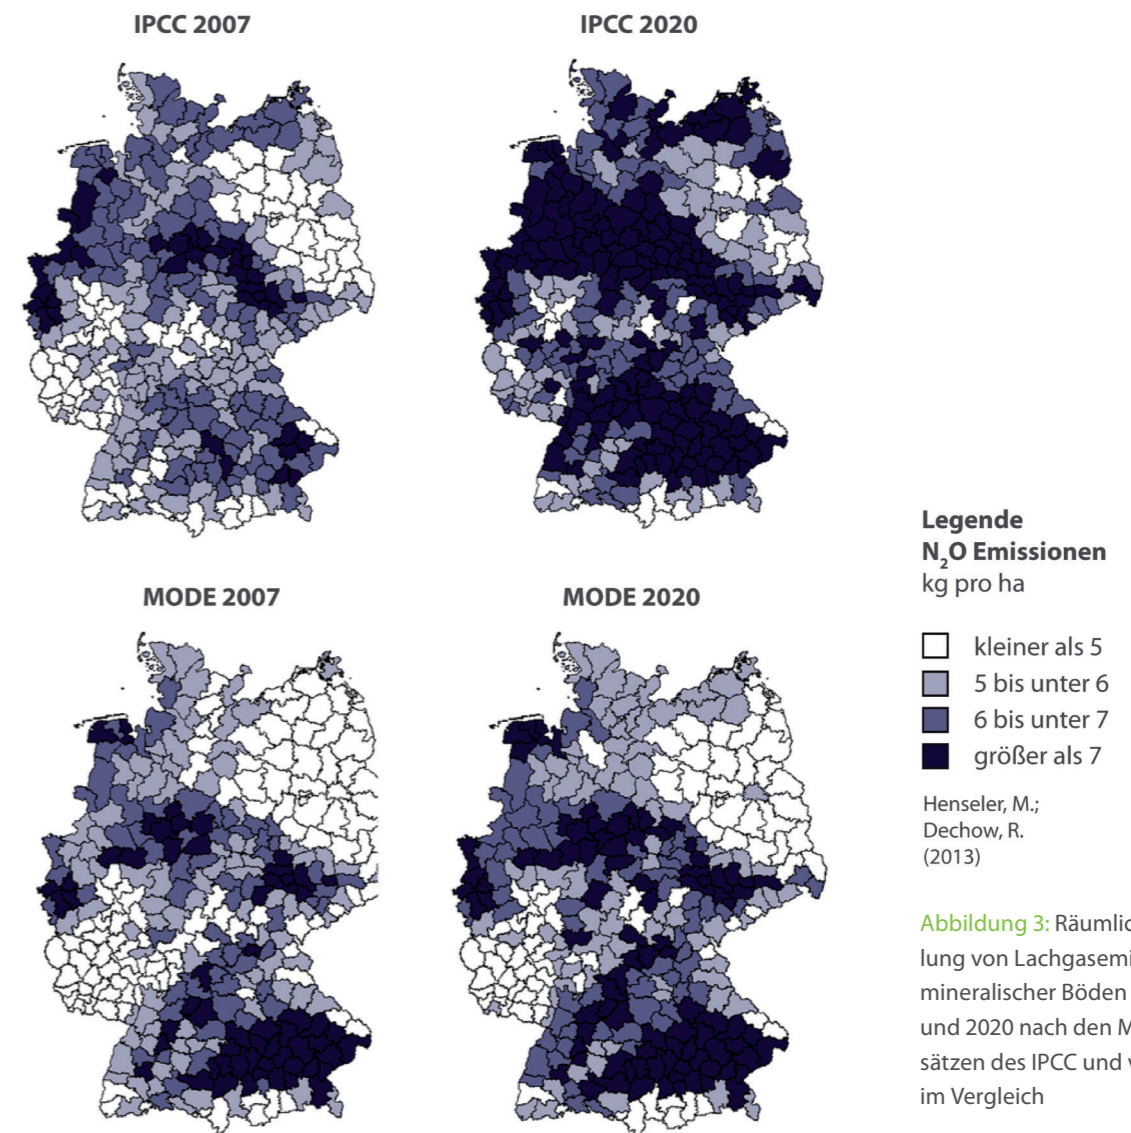 IPCC 2007
IPCC 2020
MODE 2007
MODE 2020
Legende
N₂O Emissionen
kg pro ha
kleiner als 5
5 bis unter 6
6 bis unter 7
größer als 7
Henseler, M.;
Dechow, R.
(2013)
Abbildung 3:
lung von
mineralischer Böden
und 2020 nach den
sätzen des IPCC und
im Vergleich